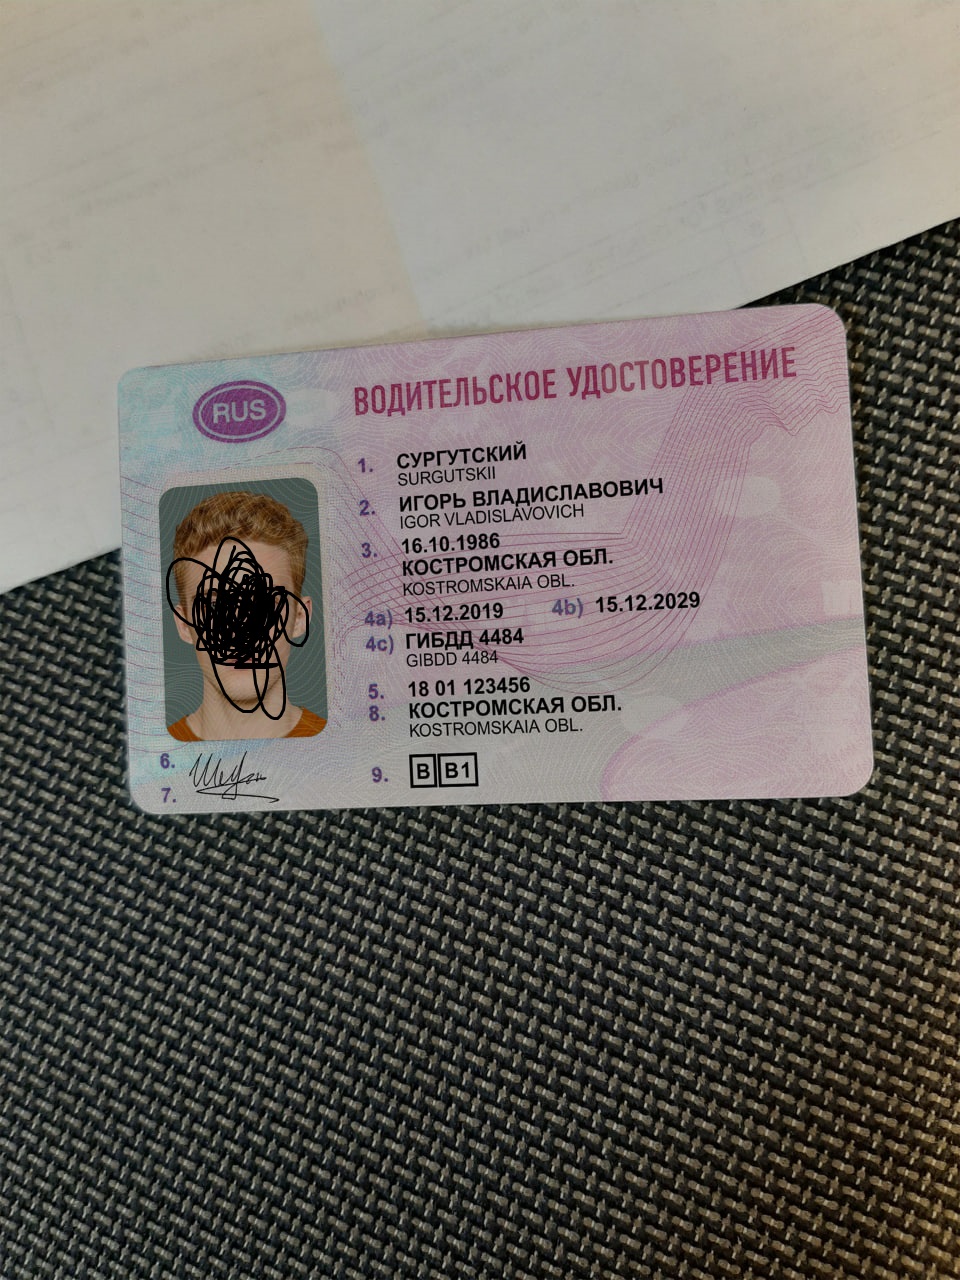 RUS
ВОДИТЕЛЬСКОЕ УДОСТОВЕРЕНИЕ
1. СУРГУТСКИЙ
SURGUTSKII
2. ИГОРЬ ВЛАДИСЛАВОВИЧ
IGOR VLADISLAVOVICH
3. 16.10.1986
КОСТРОМСКАЯ ОБЛ.
KOSTROMSKAIA OBL.
4a) 15.12.2019 4b) 15.12.2029
4c) ГИБДД 4484
GIBDD 4484
5. 18 01 123456
8. КОСТРОМСКАЯ ОБЛ.
KOSTROMSKAIA OBL.
6.
7.
9. B B1